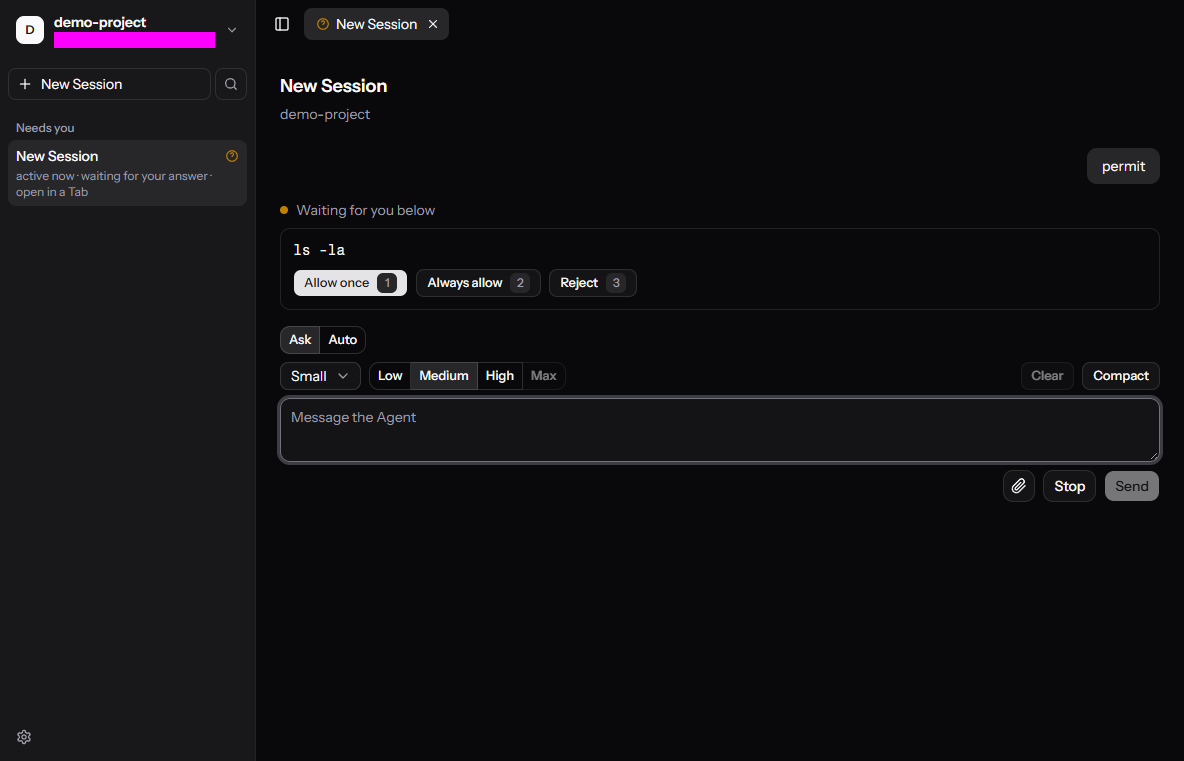 D
demo-project
New Session
Needs you
New Session
active now · waiting for your answer ·
open in a Tab
New Session
New Session
demo-project
permit
Waiting for you below
ls -la
Allow once 1 Always allow 2 Reject 3
Ask Auto
Small Low Medium High Max Clear Compact
Message the Agent
Stop Send